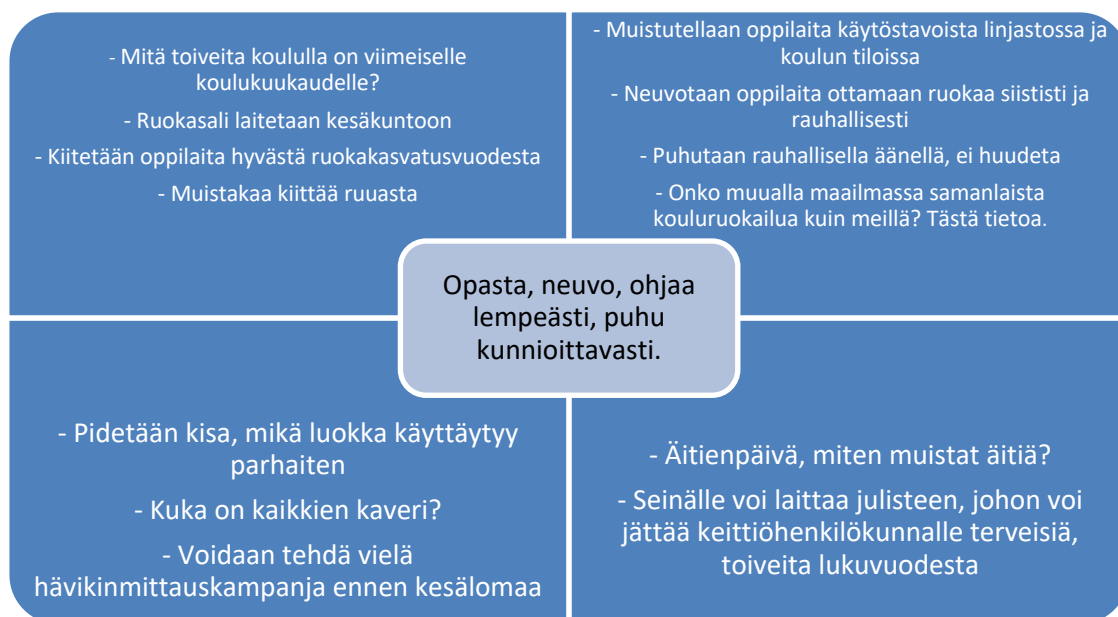 - Mitä toiveita koululla on viimeiselle
koulukuukaudelle?
- Ruokasali laitetaan kesäkuntoon
- Kiitetään oppilaita hyvästä ruokakasvatusvuodesta
- Muistakaa kiittää ruuasta
- Muistutellaan oppilaita käytöstavoista linjastossa ja
koulun tiloissa
- Neuvotaan oppilaita ottamaan ruokaa siististi ja
rauhallisesti
- Puhutaan rauhallisella äänellä, ei huudeta
- Onko muualla maailmassa samanlaista
kouluruokailua kuin meillä? Tästä tietoa.
Opasta, neuvo, ohjaa
lempeästi, puhu
kunnioittavasti.
- Pidetään kisa, mikä luokka käyttäytyy
parhaiten
- Kuka on kaikkien kaveri?
- Voidaan tehdä vielä
hävikinmittauskampanja ennen kesälomaa
- Äitienpäivä, miten muistat äitiä?
- Seinälle voi laittaa julisteen, johon voi
jättää keittiöhenkilökunnalle terveisiä,
toiveita lukuvuodesta